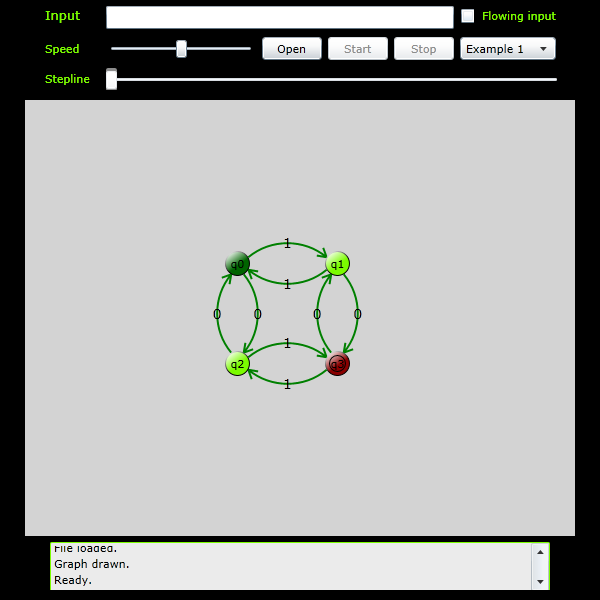 Input
Flowing input
Speed
Open
Start
Stop
Example 1
Stepline
1
q0
q1
1
0
0
0
0
1
q2
q3
1
File loaded.
Graph drawn.
Ready.